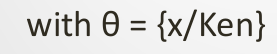 with θ = {x/Ken}